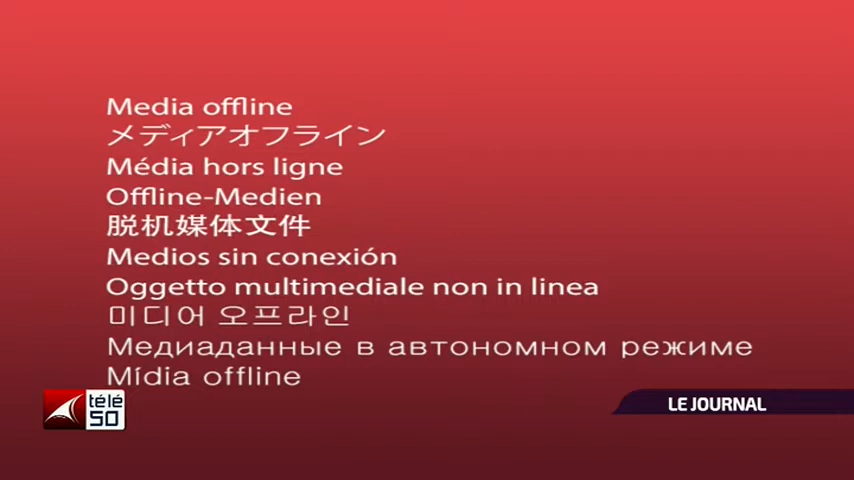 Media offline
メディアオフライン
Média hors ligne
Offline-Medien
脱机媒体文件
Medios sin conexión
Oggetto multimediale non in linea
미디어 오프라인
Медиаданные в автономном режиме
Mídia offline
télé
50
LE JOURNAL